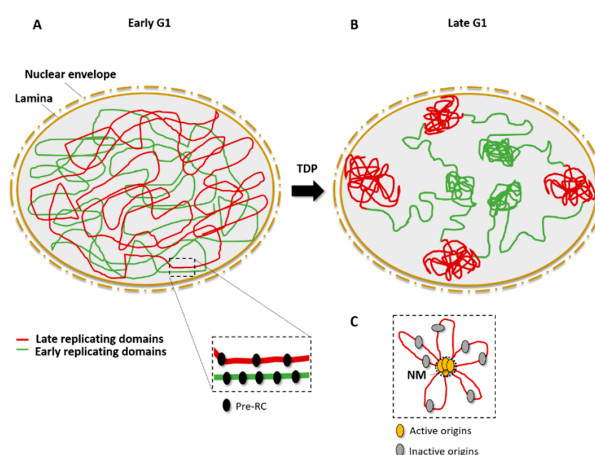 A
Early G1
B
Late G1
Nuclear envelope
Lamina
TDP
Late replicating domains
Early replicating domains
Pre-RC
C
NM
Active origins
Inactive origins